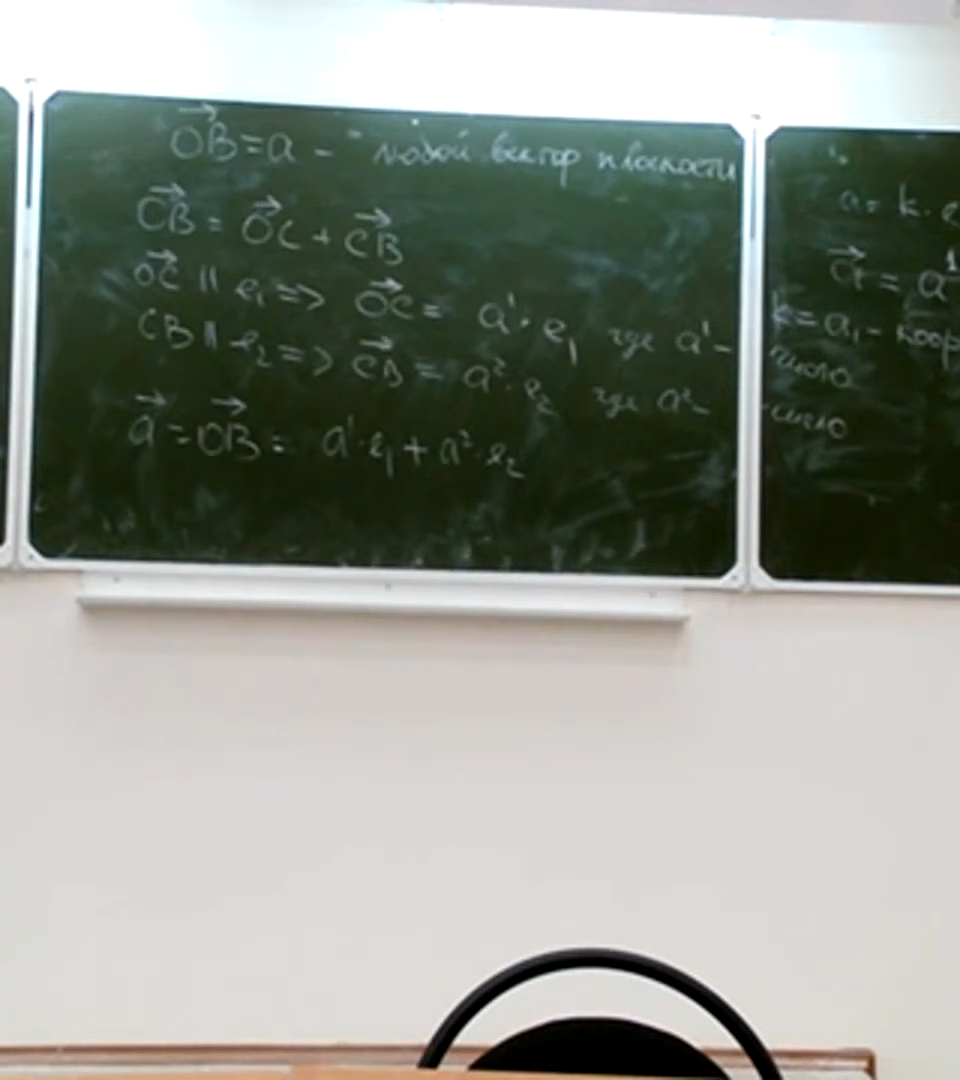 OB⃗ = a - любой вектор плоскости
CB⃗ = OC⃗ + CB⃗
OC⃗ || e₁ => OC⃗ = a¹·e₁ где a¹ - число
CB || e₂ => CB⃗ = a²·e₂ где a² - число
a⃗ = OB⃗ = a¹·e₁ + a²·e₂
a = k·e
a⃗ = a¹
k = a₁ - коор